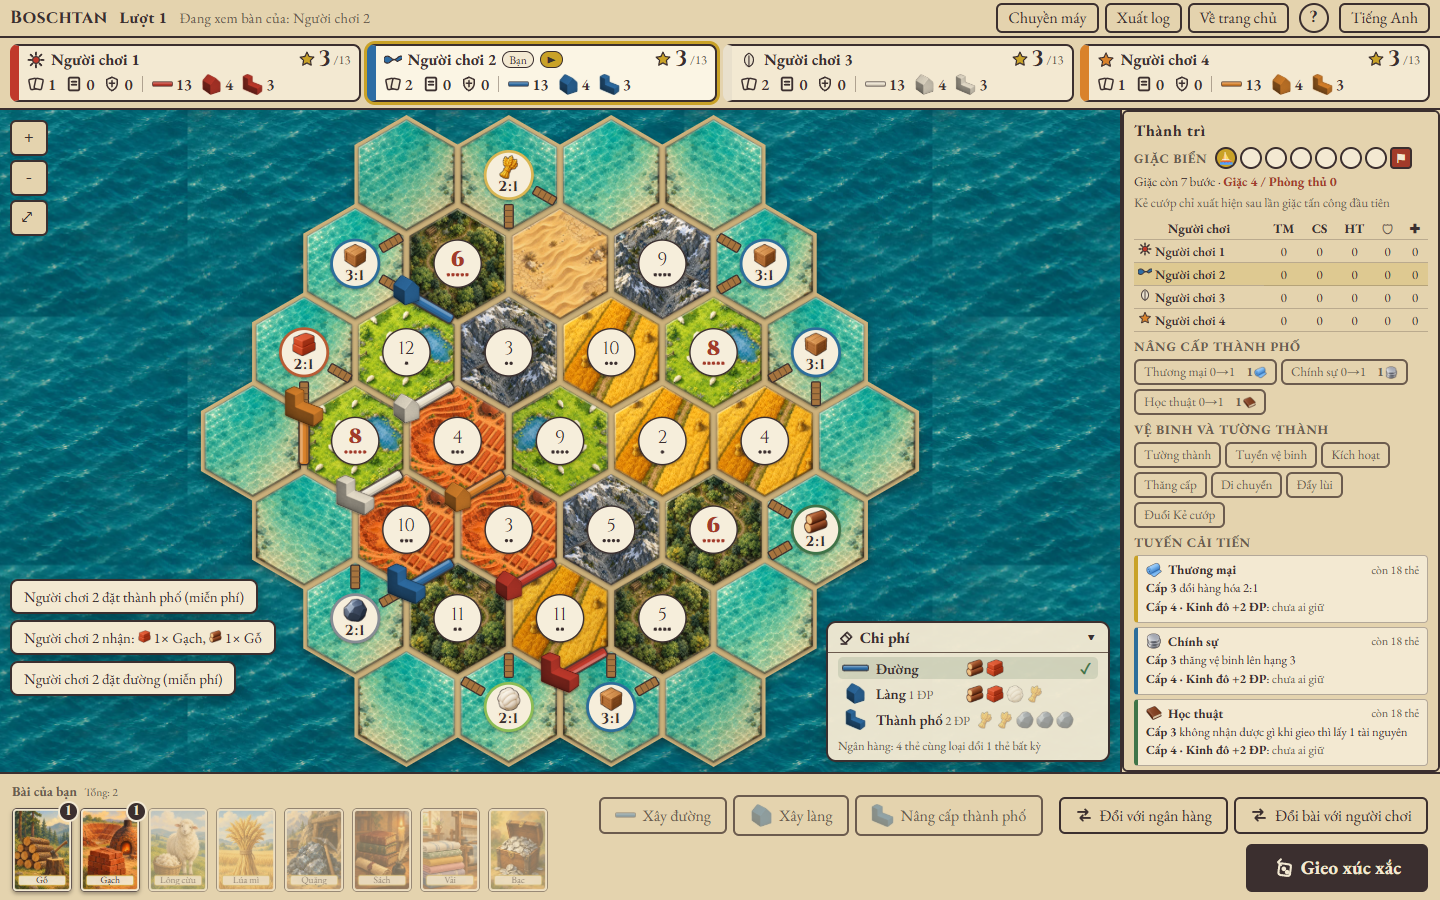 BOSCHTAN Lượt 1 Đang xem bàn của: Người chơi 2
Chuyền máy Xuất log Về trang chủ ? Tiếng Anh
Người chơi 1 3 /13
1 0 0 13 4 3
Người chơi 2 Bạn 3 /13
2 0 0 13 4 3
Người chơi 3 3 /13
2 0 0 13 4 3
Người chơi 4 3 /13
1 0 0 13 4 3
+
-
2:1
3:1 6 9 3:1
2:1 12 3 10 8 3:1
8 4 9 2 4
10 3 5 6 2:1
2:1 11 11 5
2:1 3:1
Người chơi 2 đặt thành phố (miễn phí)
Người chơi 2 nhận: 1× Gạch, 1× Gỗ
Người chơi 2 đặt đường (miễn phí)
Chi phí
Đường
Làng 1 ĐP
Thành phố 2 ĐP
Ngân hàng: 4 thẻ cùng loại đổi 1 thẻ bất kỳ
Thành trì
GIẶC BIỂN
Giặc còn 7 bước · Giặc 4 / Phòng thủ 0
Kẻ cướp chỉ xuất hiện sau lần giặc tấn công đầu tiên
Người chơi TM CS HT
Người chơi 1 0 0 0 0 0
Người chơi 2 0 0 0 0 0
Người chơi 3 0 0 0 0 0
Người chơi 4 0 0 0 0 0
NÂNG CẤP THÀNH PHỐ
Thương mại 0→1 1 Chính sự 0→1 1
Học thuật 0→1 1
VỆ BINH VÀ TƯỜNG THÀNH
Tường thành Tuyển vệ binh Kích hoạt
Thăng cấp Di chuyển Đẩy lùi
Đuổi Kẻ cướp
TUYẾN CẢI TIẾN
Thương mại còn 18 thẻ
Cấp 3 đổi hàng hóa 2:1
Cấp 4 · Kinh đô +2 ĐP: chưa ai giữ
Chính sự còn 18 thẻ
Cấp 3 thăng vệ binh lên hạng 3
Cấp 4 · Kinh đô +2 ĐP: chưa ai giữ
Học thuật còn 18 thẻ
Cấp 3 không nhận được gì khi gieo thì lấy 1 tài nguyên
Cấp 4 · Kinh đô +2 ĐP: chưa ai giữ
Bài của bạn Tổng: 2
1 1
Gỗ Gạch Lông cừu Lúa mì Quặng Sách Vải Bạc
Xây đường Xây làng Nâng cấp thành phố Đổi với ngân hàng Đổi bài với người chơi
Gieo xúc xắc